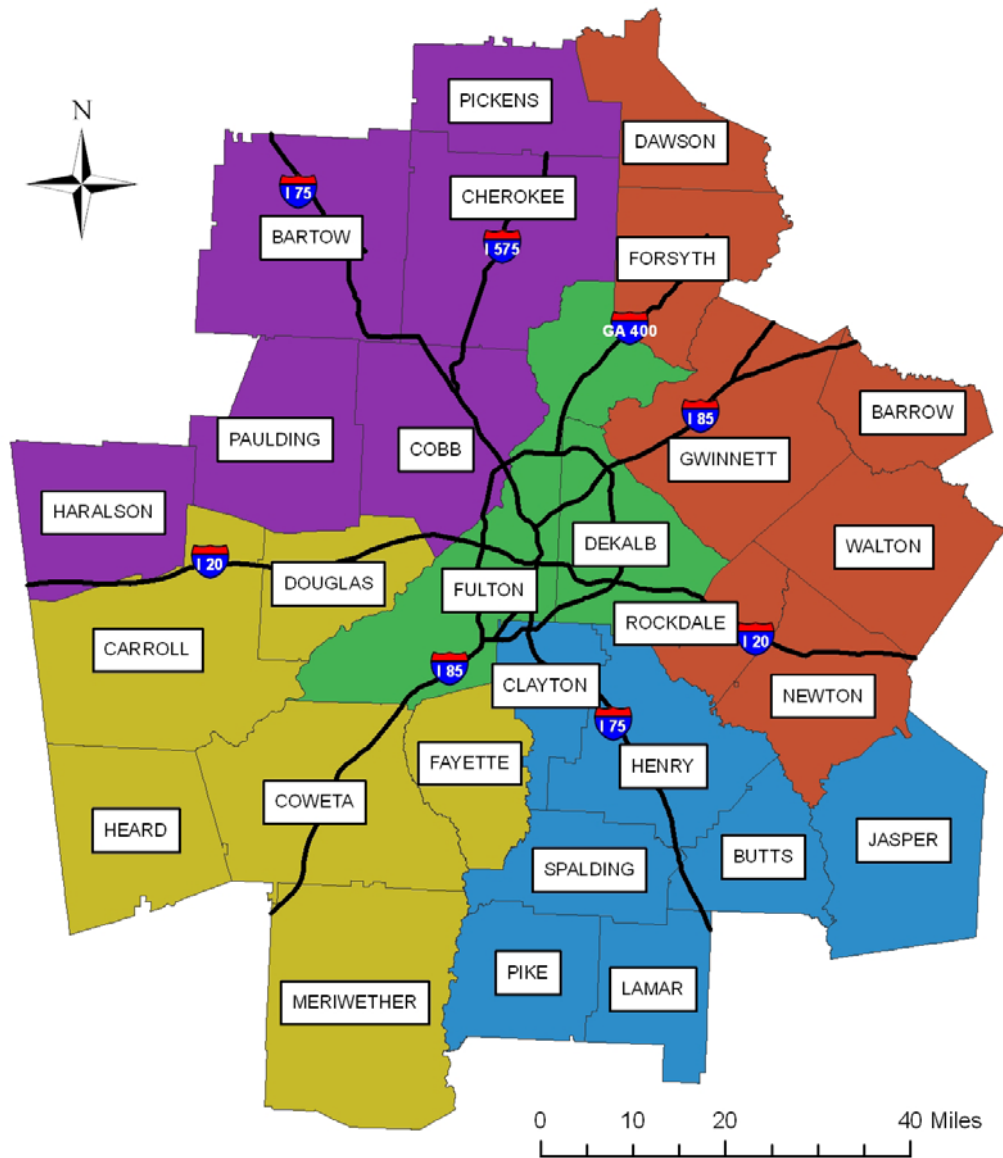 N
PICKENS
DAWSON
I 75
CHEROKEE
BARTOW
I 575
FORSYTH
GA 400
I 85
BARROW
PAULDING
COBB
GWINNETT
HARALSON
DEKALB
WALTON
I 20
DOUGLAS
FULTON
ROCKDALE
I 20
CARROLL
I 85
CLAYTON
NEWTON
I 75
FAYETTE
HENRY
COWETA
HEARD
JASPER
SPALDING
BUTTS
PIKE
LAMAR
MERIWETHER
0 10 20 40 Miles